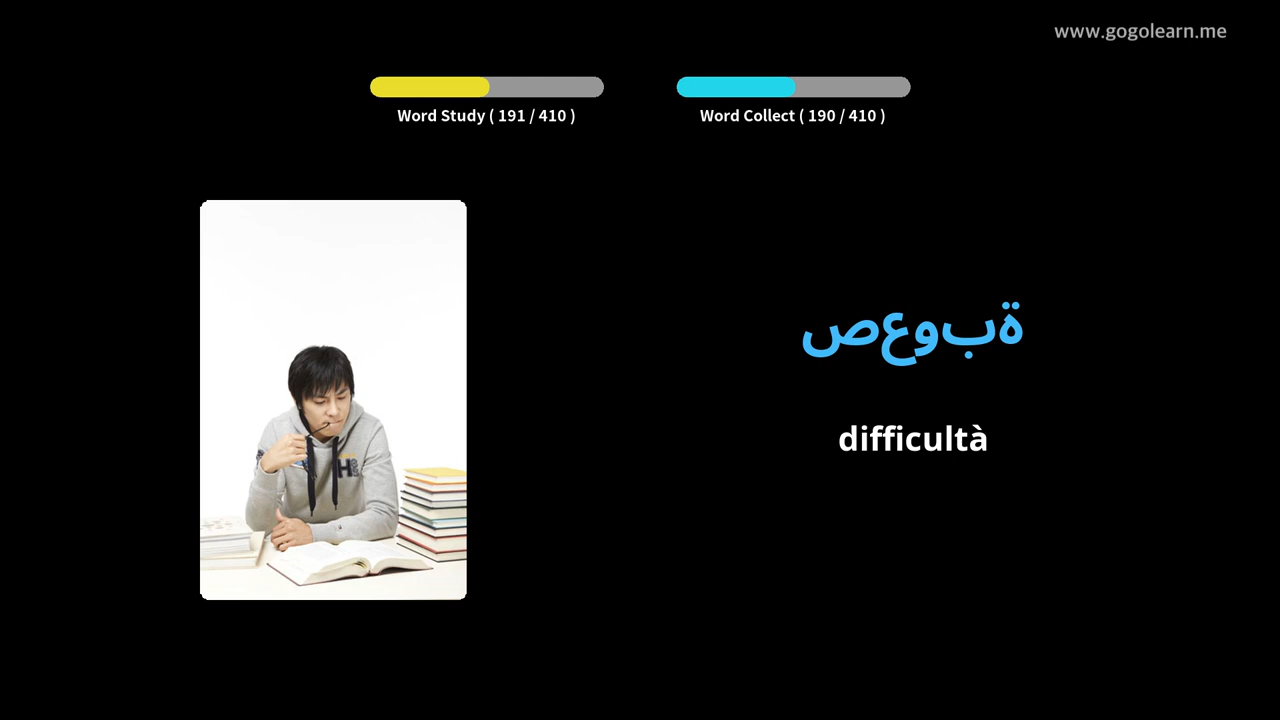 www.gogolearn.me
Word Study ( 191 / 410 )
Word Collect ( 190 / 410 )
صعوبة
difficultà